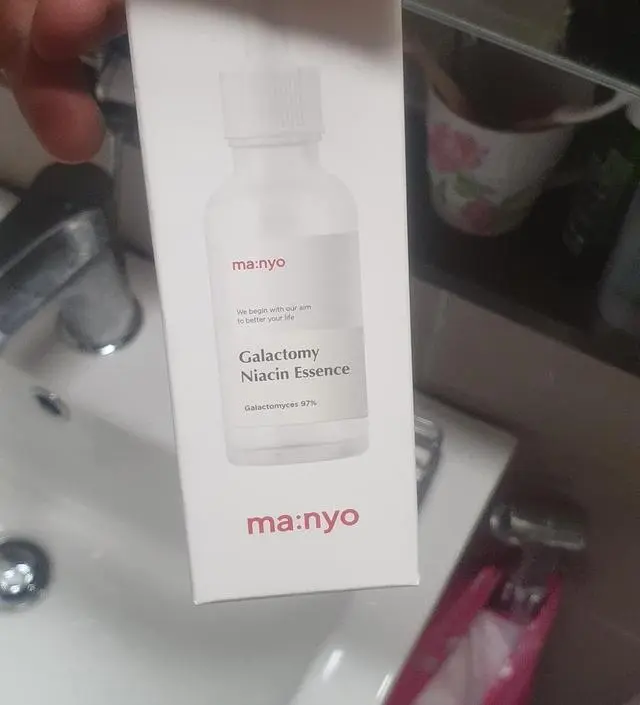 ma:nyo
We begin with our aim
to better your life
Galactomy
Niacin Essence
Galactomyces 97%
ma:nyo